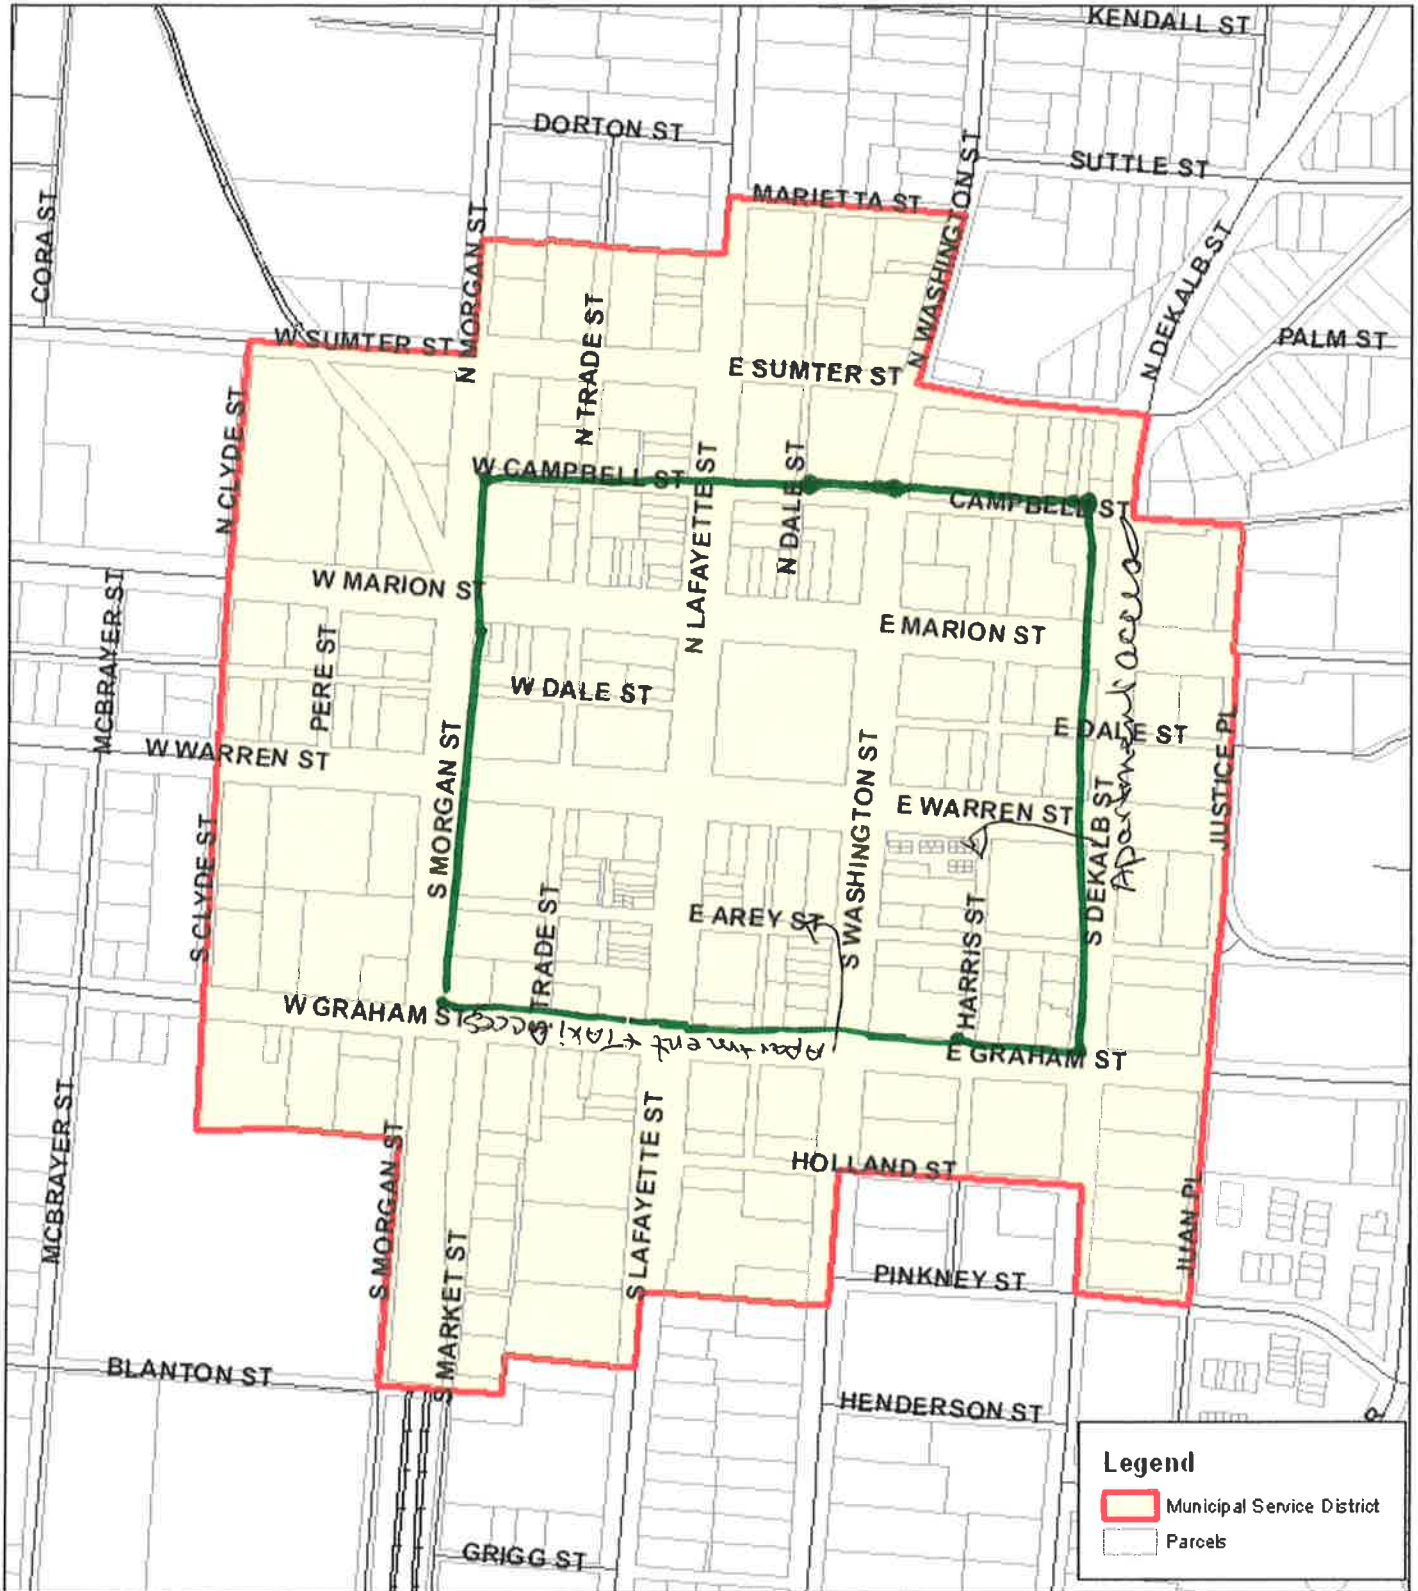 KENDALL ST
DORTON ST
SUTTLE ST
MARIETTA ST
N WASHINGTON ST
CORA ST
N MORGAN ST
N DEKALB ST
W SUMTER ST
N TRADE ST
E SUMTER ST
PALM ST
N CLYDE ST
W CAMPBELL ST
N LAFAYETTE ST
N DALE ST
CAMPBELL ST
Apartment access
W MARION ST
E MARION ST
MCBRAYER ST
PERE ST
W DALE ST
E DALE ST
JUSTICE PL
W WARREN ST
S MORGAN ST
S WASHINGTON ST
E WARREN ST
S DEKALB ST
S CLYDE ST
TRADE ST
E AREY ST
HARRIS ST
W GRAHAM ST
Apartment & Taxi Access
E GRAHAM ST
MCBRAYER ST
S MORGAN ST
S LAFAYETTE ST
HOLLAND ST
JUAN PL
S MARKET ST
PINKNEY ST
BLANTON ST
HENDERSON ST
GRIGG ST
Legend
Municipal Service District
Parcels